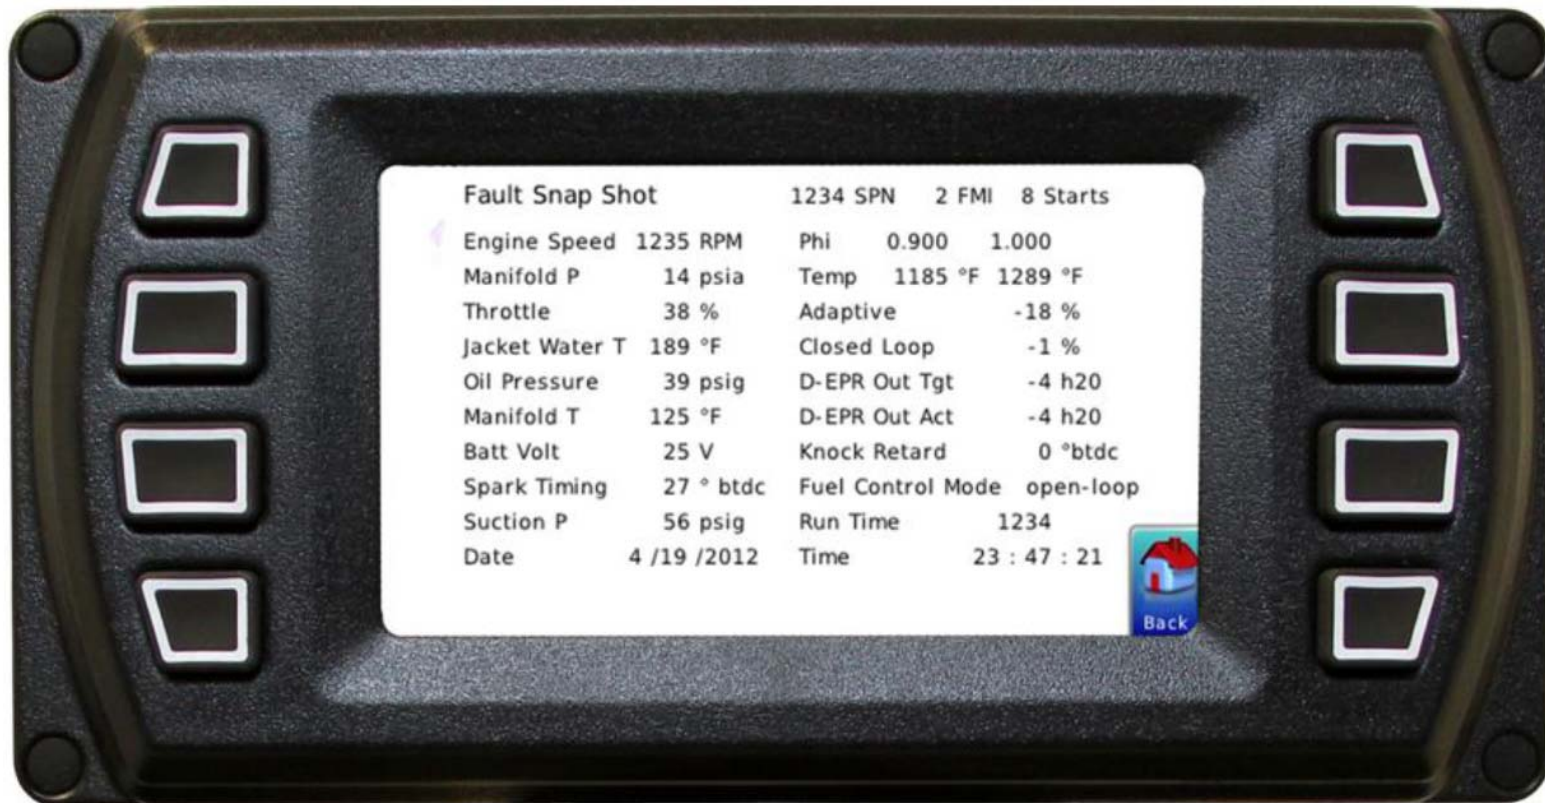 Fault Snap Shot 1234 SPN 2 FMI 8 Starts
Engine Speed 1235 RPM Phi 0.900 1.000
Manifold P 14 psia Temp 1185 °F 1289 °F
Throttle 38 % Adaptive -18 %
Jacket Water T 189 °F Closed Loop -1 %
Oil Pressure 39 psig D-EPR Out Tgt -4 h20
Manifold T 125 °F D-EPR Out Act -4 h20
Batt Volt 25 V Knock Retard 0 °btdc
Spark Timing 27 ° btdc Fuel Control Mode open-loop
Suction P 56 psig Run Time 1234
Date 4 /19 /2012 Time 23 : 47 : 21
Back